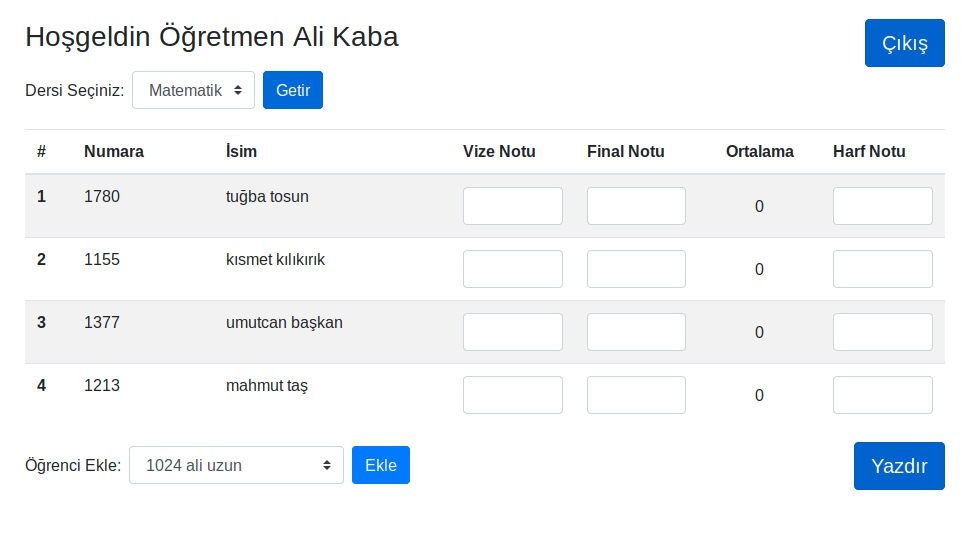 Hoşgeldin Öğretmen Ali Kaba
Çıkış
Dersi Seçiniz: Matematik Getir
# Numara İsim Vize Notu Final Notu Ortalama Harf Notu
1 1780 tuğba tosun 0
2 1155 kısmet kılıkırık 0
3 1377 umutcan başkan 0
4 1213 mahmut taş 0
Öğrenci Ekle: 1024 ali uzun Ekle Yazdır